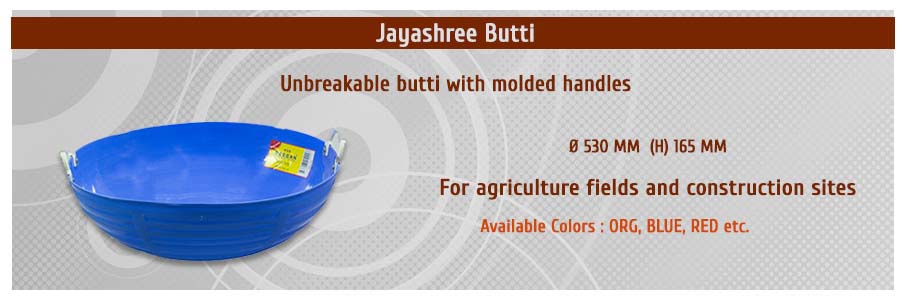 Jayashree Butti
Unbreakable butti with molded handles
Ø 530 MM (H) 165 MM
For agriculture fields and construction sites
Available Colors : ORG, BLUE, RED etc.